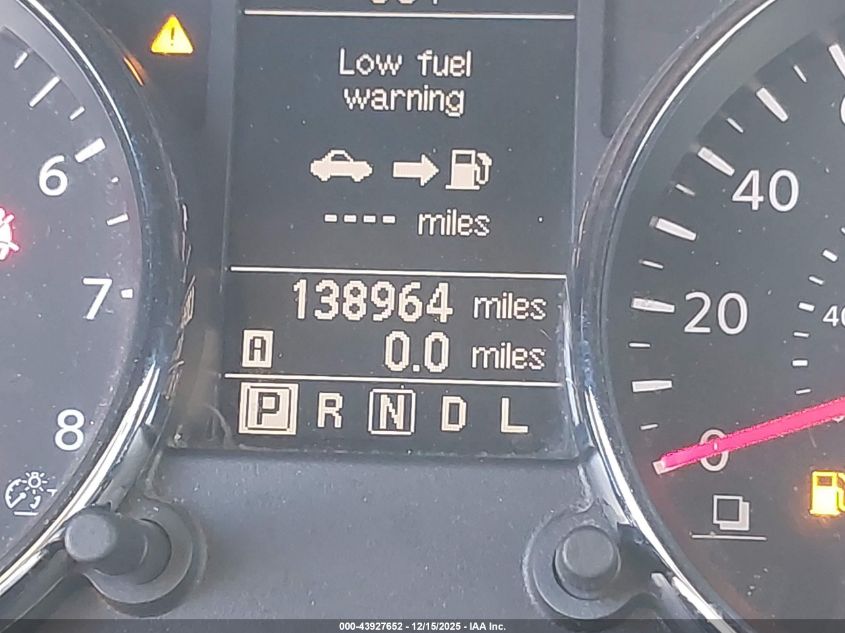 Low fuel
warning
---- miles
138964 miles
A 0.0 miles
P R N D L
6
7
8
40
20
0
40
000-43927652 - 12/15/2025 - IAA Inc.